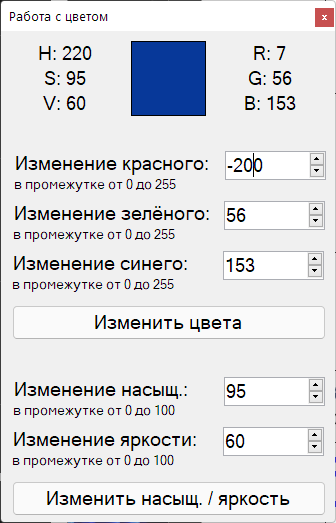 Работа с цветом
x
H: 220
R: 7
S: 95
G: 56
V: 60
B: 153
Изменение красного:
-200
в промежутке от 0 до 255
Изменение зелёного:
56
в промежутке от 0 до 255
Изменение синего:
153
в промежутке от 0 до 255
Изменить цвета
Изменение насыщ.:
95
в промежутке от 0 до 100
Изменение яркости:
60
в промежутке от 0 до 100
Изменить насыщ. / яркость